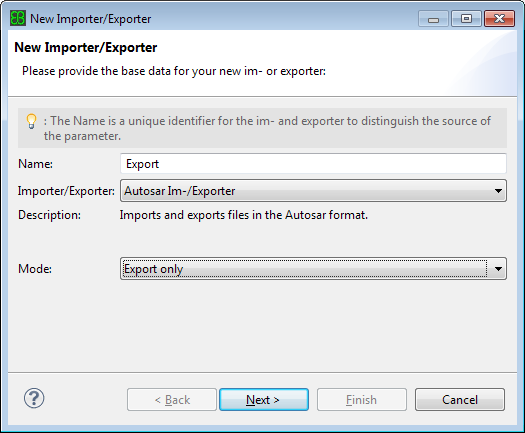 EB New Importer/Exporter
New Importer/Exporter
Please provide the base data for your new im- or exporter:
: The Name is a unique identifier for the im- and exporter to distinguish the source of
the parameter.
Name: Export
Importer/Exporter: Autosar Im-/Exporter
Description: Imports and exports files in the Autosar format.
Mode: Export only
? < Back Next > Finish Cancel